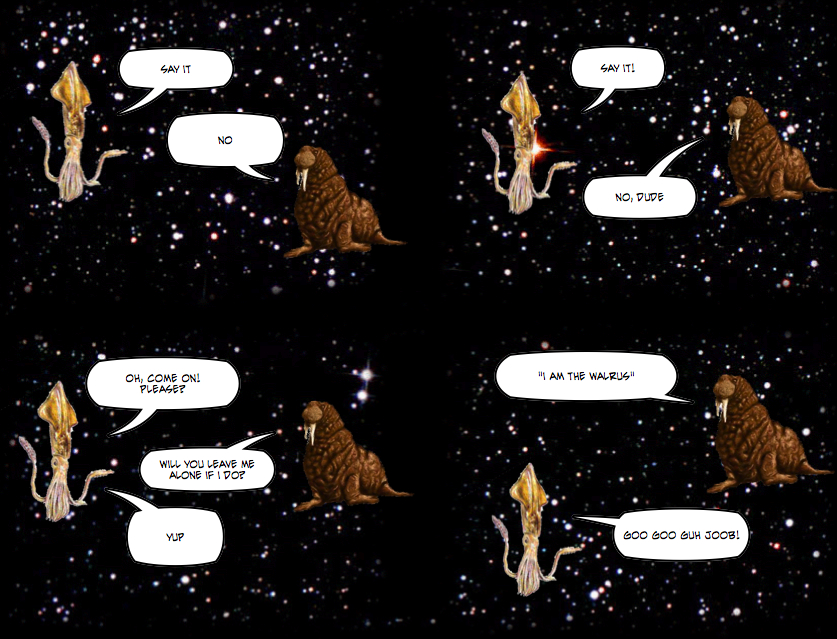 SAY IT
NO
SAY IT!
NO, DUDE
OH, COME ON!
PLEASE?
WILL YOU LEAVE ME
ALONE IF I DO?
YUP
"I AM THE WALRUS"
GOO GOO GUH JOOB!